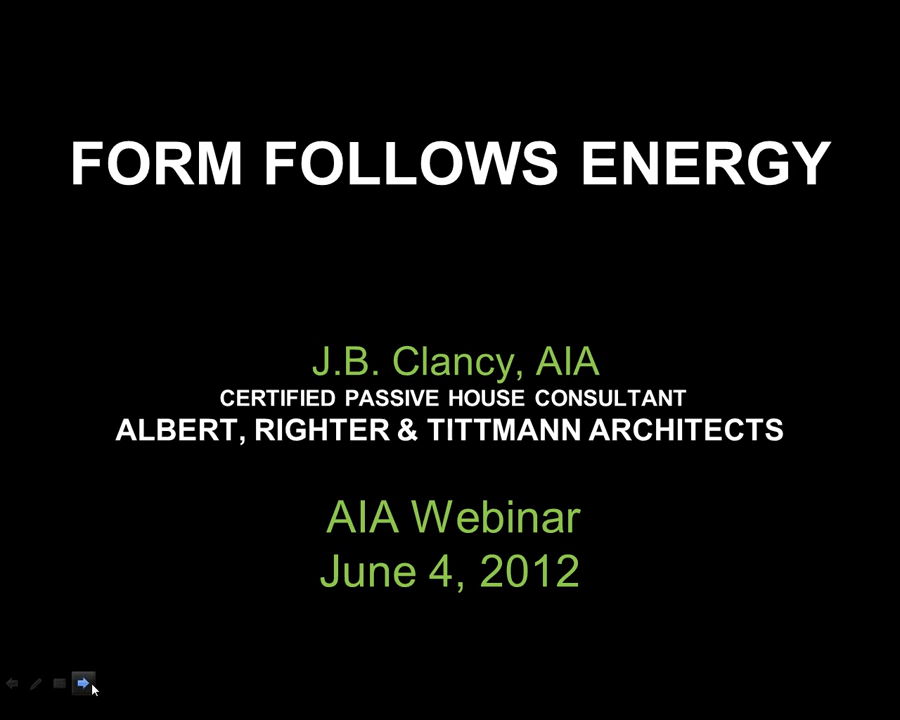 FORM FOLLOWS ENERGY
J.B. Clancy, AIA
CERTIFIED PASSIVE HOUSE CONSULTANT
ALBERT, RIGHTER & TITTMANN ARCHITECTS
AIA Webinar
June 4, 2012